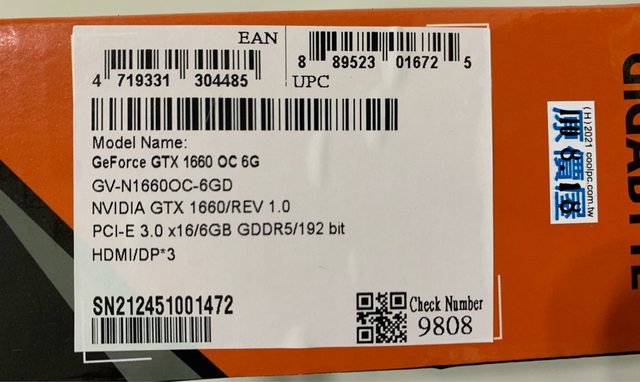 EAN
4 719331 304485
8 89523 01672 5
UPC
Model Name:
GeForce GTX 1660 OC 6G
GV-N1660OC-6GD
NVIDIA GTX 1660/REV 1.0
PCI-E 3.0 x16/6GB GDDR5/192 bit
HDMI/DP*3
SN212451001472
Check Number
9808
(H)2021 coolpc.com.tw
原價屋
GIGABYTE